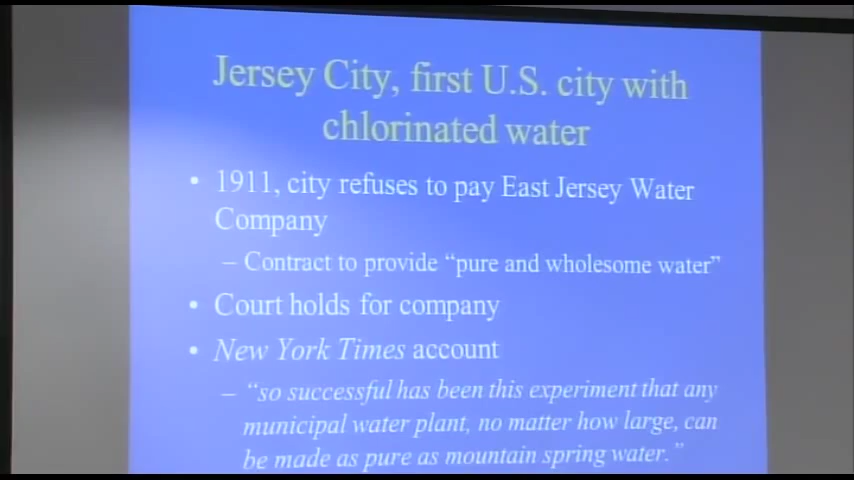 Jersey City, first U.S. city with
chlorinated water
• 1911, city refuses to pay East Jersey Water
Company
– Contract to provide “pure and wholesome water”
• Court holds for company
• New York Times account
– “so successful has been this experiment that any
municipal water plant, no matter how large, can
be made as pure as mountain spring water.”